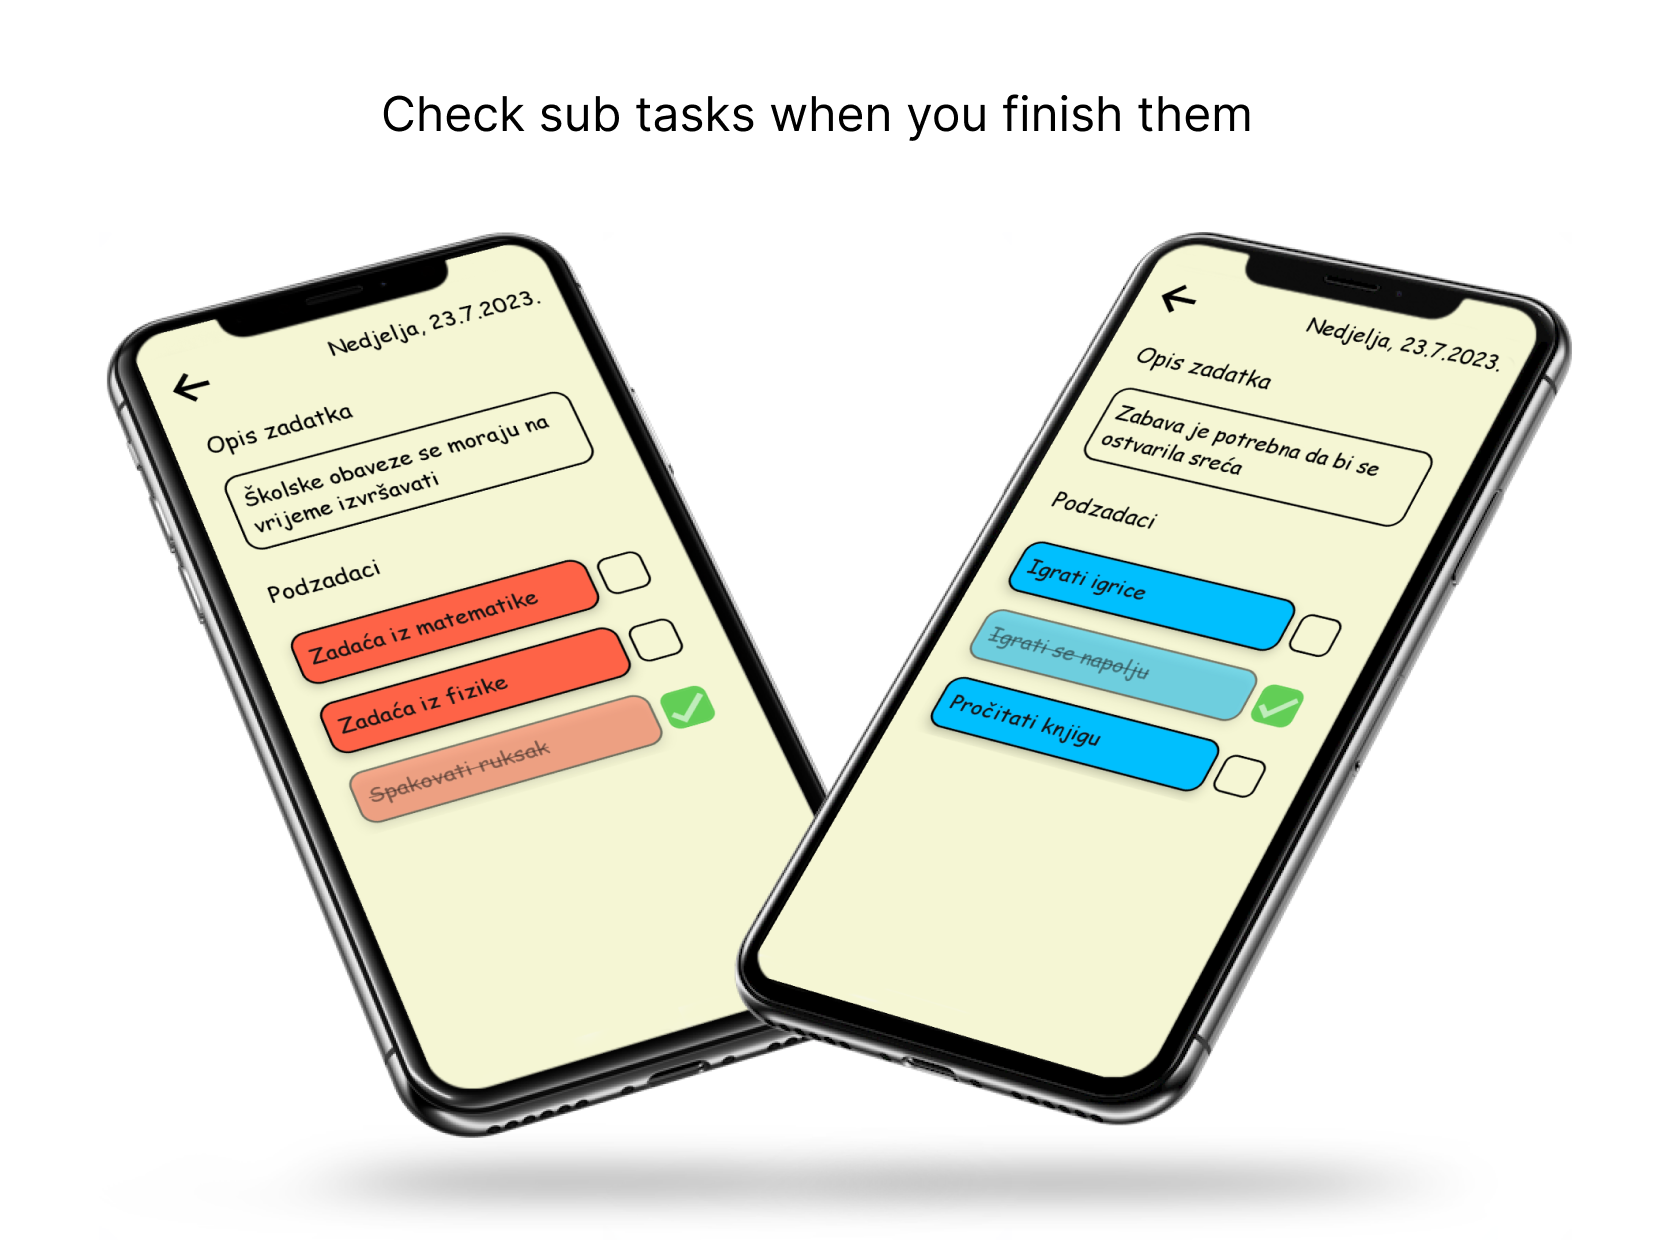 Check sub tasks when you finish them
Nedjelja, 23.7.2023.
Opis zadatka
Školske obaveze se moraju na
vrijeme izvršavati
Podzadaci
Zadaća iz matematike
Zadaća iz fizike
Spakovati ruksak
Nedjelja, 23.7.2023.
Opis zadatka
Zabava je potrebna da bi se
ostvarila sreća
Podzadaci
Igrati igrice
Igrati se napolju
Pročitati knjigu